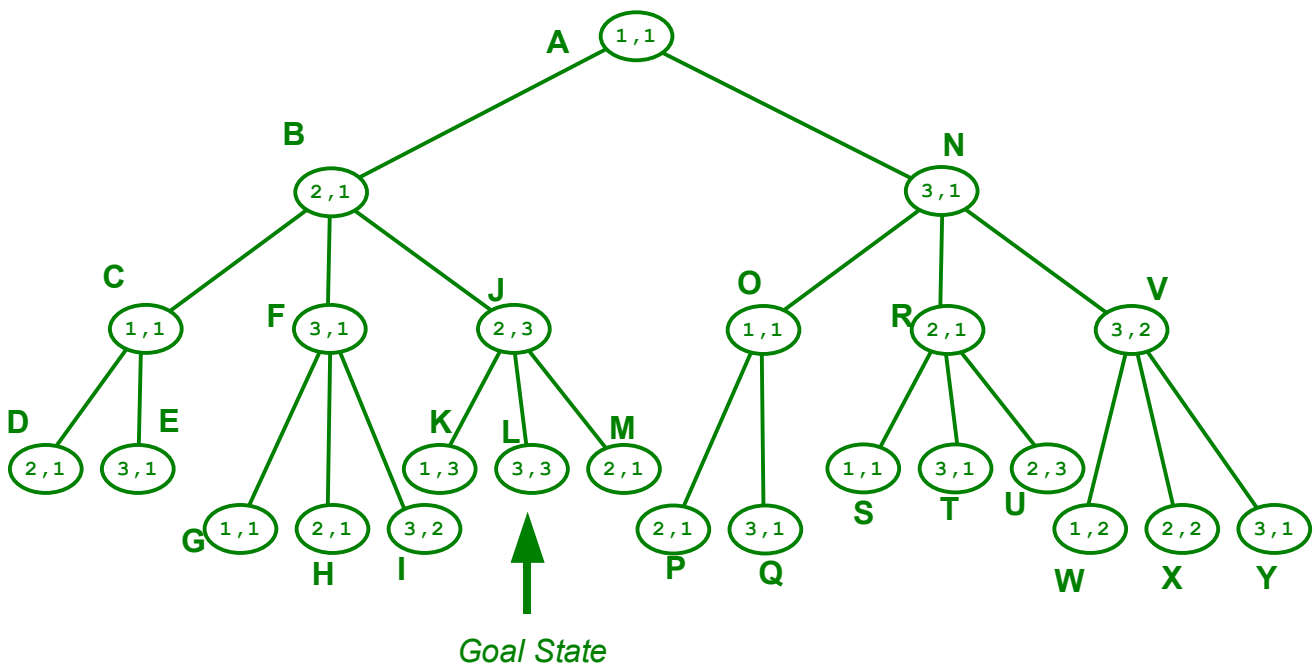 A 1,1
B
N
2,1
3,1
C
O
J
V
F
R
1,1
3,1
2,3
1,1
2,1
3,2
D
E
K
L
M
2,1
3,1
1,3
3,3
2,1
1,1
3,1
2,3
S
T
U
G
1,1
2,1
3,2
2,1
3,1
1,2
2,2
3,1
H
I
P
Q
W
X
Y
Goal State